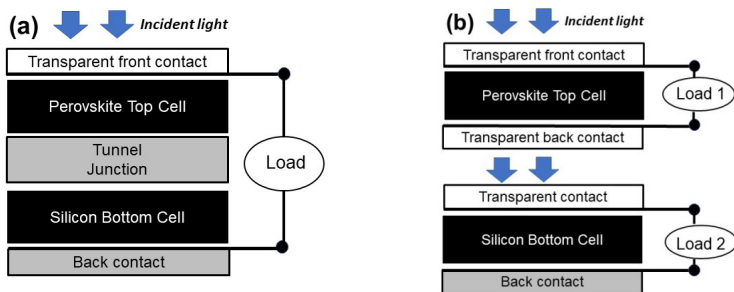 (a)
Incident light
Transparent front contact
Perovskite Top Cell
Tunnel
Junction
Load
Silicon Bottom Cell
Back contact
(b)
Incident light
Transparent front contact
Perovskite Top Cell
Load 1
Transparent back contact
Transparent contact
Silicon Bottom Cell
Load 2
Back contact